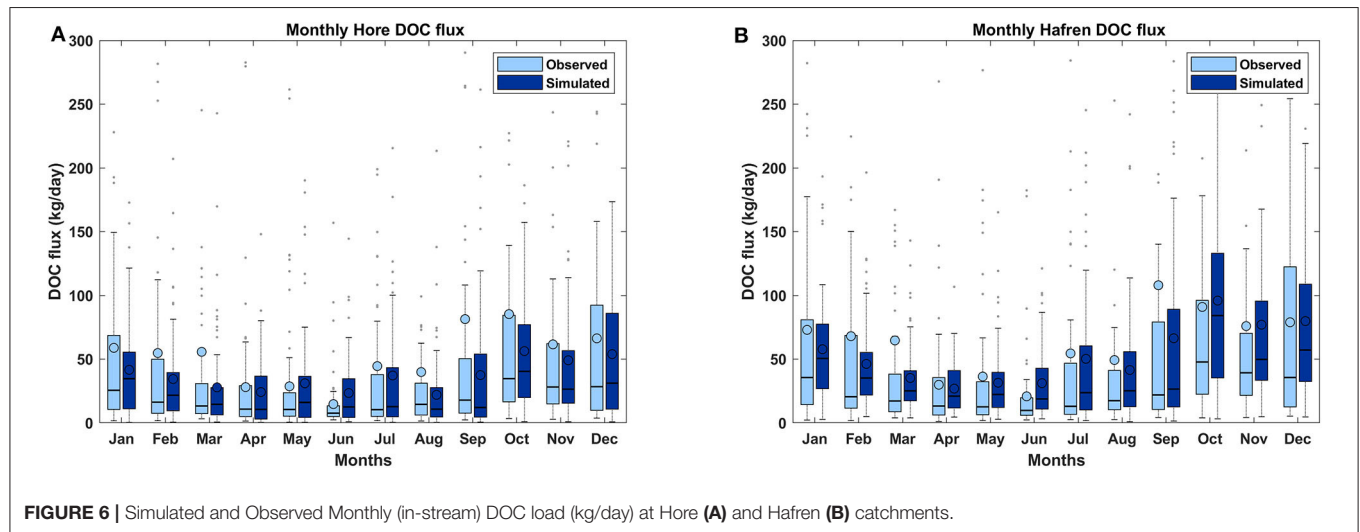 A
Monthly Hore DOC flux
300
250
200
150
100
50
0
DOC flux (kg/day)
Observed
Simulated
Jan Feb Mar Apr May Jun Jul Aug Sep Oct Nov Dec
Months
B
Monthly Hafren DOC flux
300
250
200
150
100
50
0
DOC flux (kg/day)
Observed
Simulated
Jan Feb Mar Apr May Jun Jul Aug Sep Oct Nov Dec
Months
FIGURE 6 | Simulated and Observed Monthly (in-stream) DOC load (kg/day) at Hore (A) and Hafren (B) catchments.